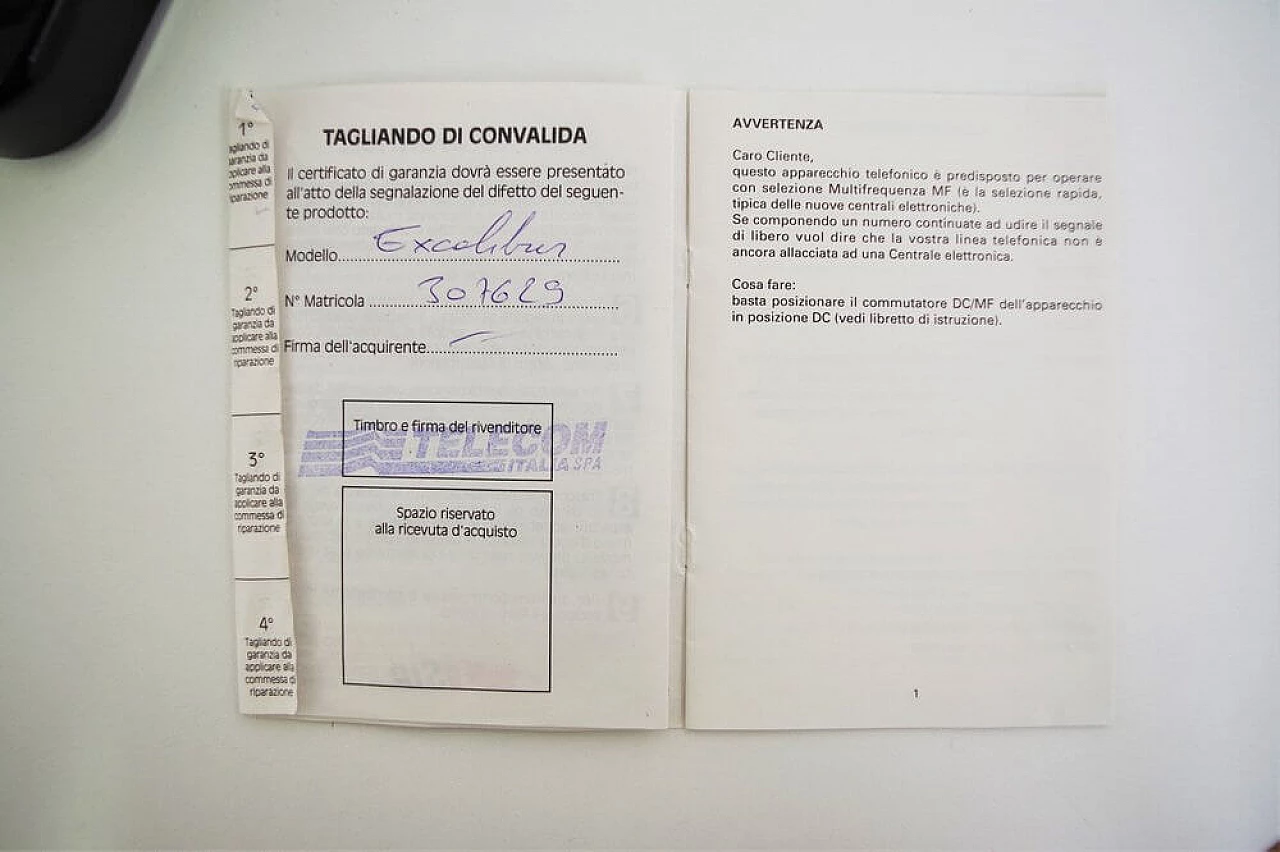 1°
tagliando di
garanzia da
applicare alla
commessa di
riparazione
2°
Tagliando di
garanzia da
applicare alla
commessa di
riparazione
3°
Tagliando di
garanzia da
applicare alla
commessa di
riparazione
4°
Tagliando di
garanzia da
applicare alla
commessa di
riparazione
TAGLIANDO DI CONVALIDA
Il certificato di garanzia dovrà essere presentato
all'atto della segnalazione del difetto del seguen-
te prodotto:
Modello Excalibur
N° Matricola 307629
Firma dell'acquirente
Timbro e firma del rivenditore
TELECOM
ITALIA SPA
Spazio riservato
alla ricevuta d'acquisto
AVVERTENZA
Caro Cliente,
questo apparecchio telefonico è predisposto per operare
con selezione Multifrequenza MF (è la selezione rapida,
tipica delle nuove centrali elettroniche).
Se componendo un numero continuate ad udire il segnale
di libero vuol dire che la vostra linea telefonica non è
ancora allacciata ad una Centrale elettronica.
Cosa fare:
basta posizionare il commutatore DC/MF dell'apparecchio
in posizione DC (vedi libretto di istruzione).
1